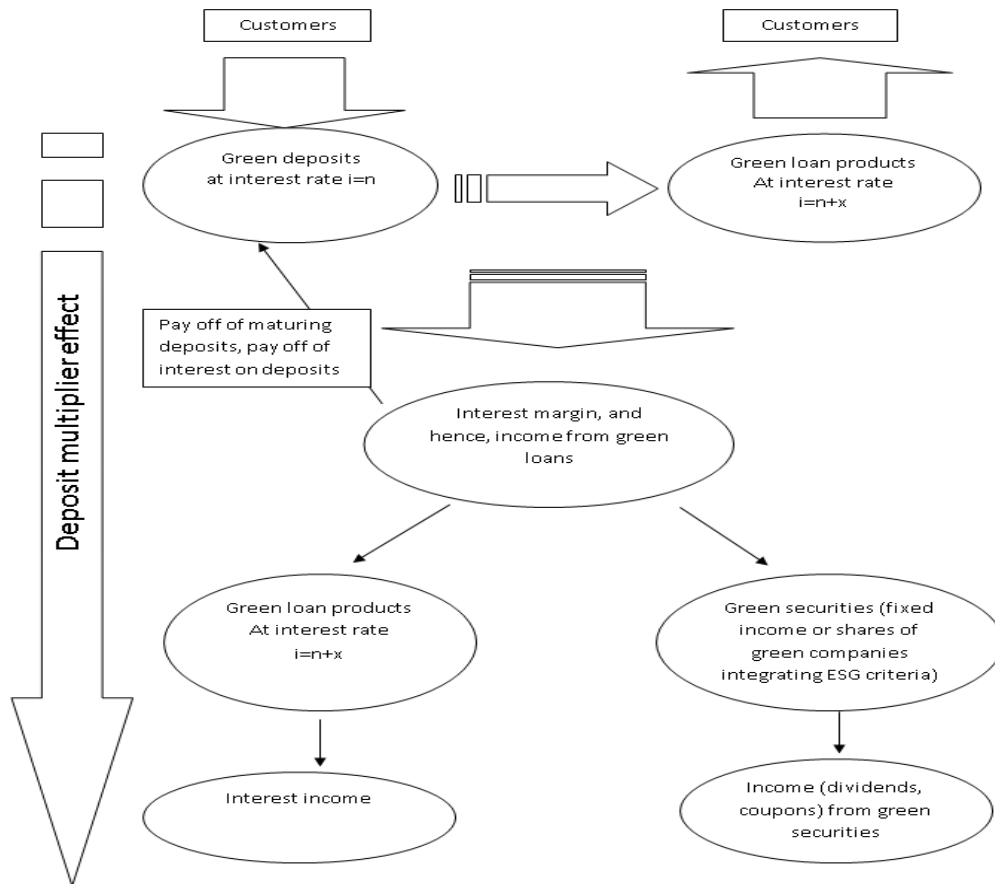 Customers
Customers
Green deposits
at interest rate i=n
Green loan products
At interest rate
i=n+x
Pay off of maturing
deposits, pay off of
interest on deposits
Deposit multiplier effect
Interest margin, and
hence, income from green
loans
Green loan products
At interest rate
i=n+x
Green securities (fixed
income or shares of
green companies
integrating ESG criteria)
Interest income
Income (dividends,
coupons) from green
securities